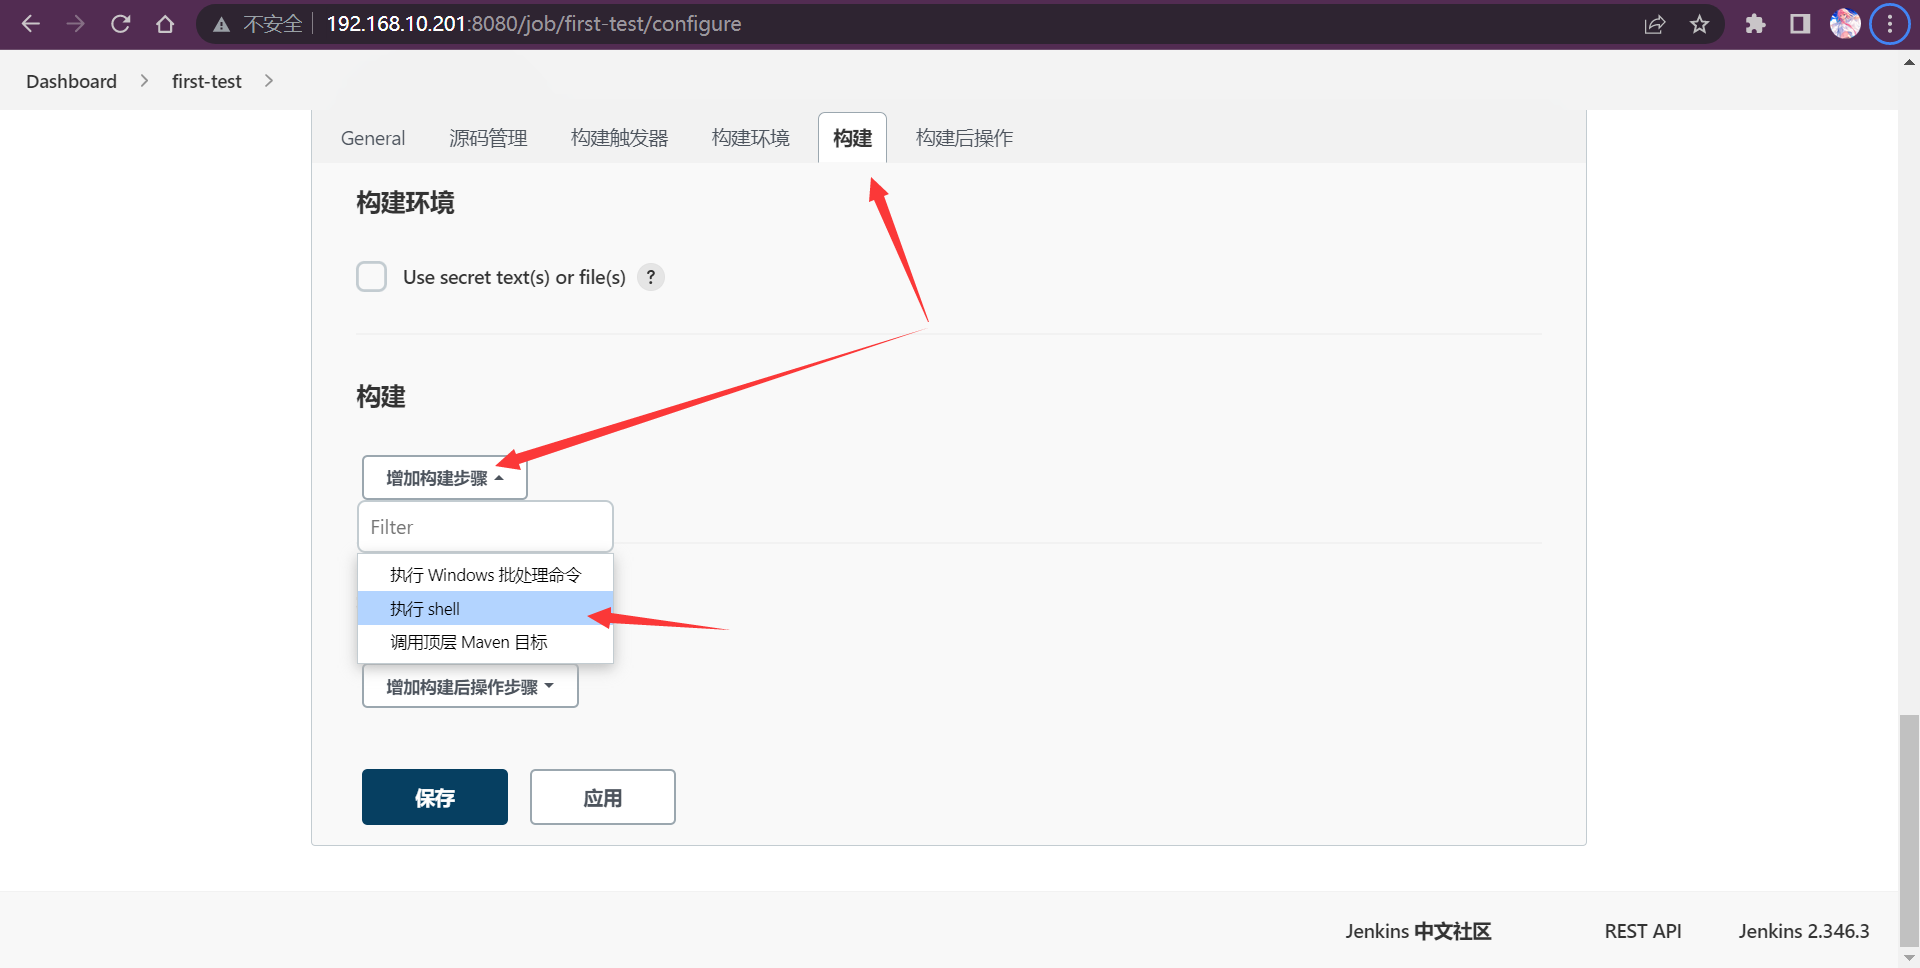 不安全 192.168.10.201:8080/job/first-test/configure
Dashboard first-test
General 源码管理 构建触发器 构建环境 构建 构建后操作
构建环境
Use secret text(s) or file(s) ?
构建
增加构建步骤
Filter
执行 Windows 批处理命令
执行 shell
调用顶层 Maven 目标
增加构建后操作步骤
保存 应用
Jenkins 中文社区 REST API Jenkins 2.346.3